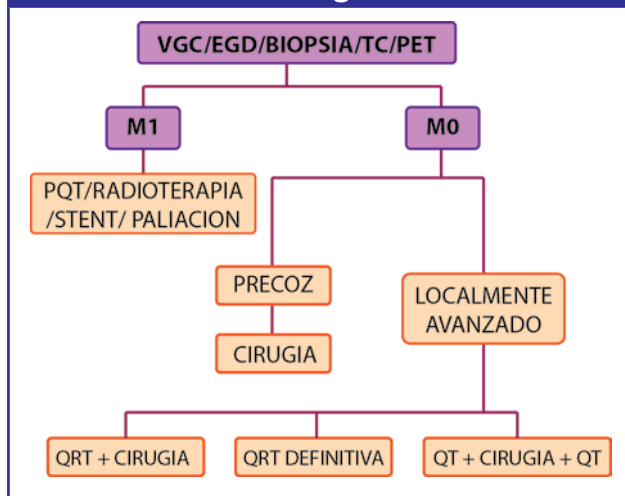 VGC/EGD/BIOPSIA/TC/PET
M1
M0
PQT/RADIOTERAPIA
/STENT/ PALIACION
PRECOZ
LOCALMENTE
AVANZADO
CIRUGIA
QRT + CIRUGIA
QRT DEFINITIVA
QT + CIRUGIA + QT